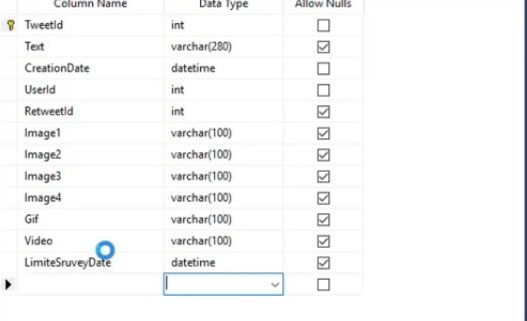 Column Name Data Type Allow Nulls
TweetId int
Text varchar(280)
CreationDate datetime
UserId int
RetweetId int
Image1 varchar(100)
Image2 varchar(100)
Image3 varchar(100)
Image4 varchar(100)
Gif varchar(100)
Video varchar(100)
LimiteSruveyDate datetime